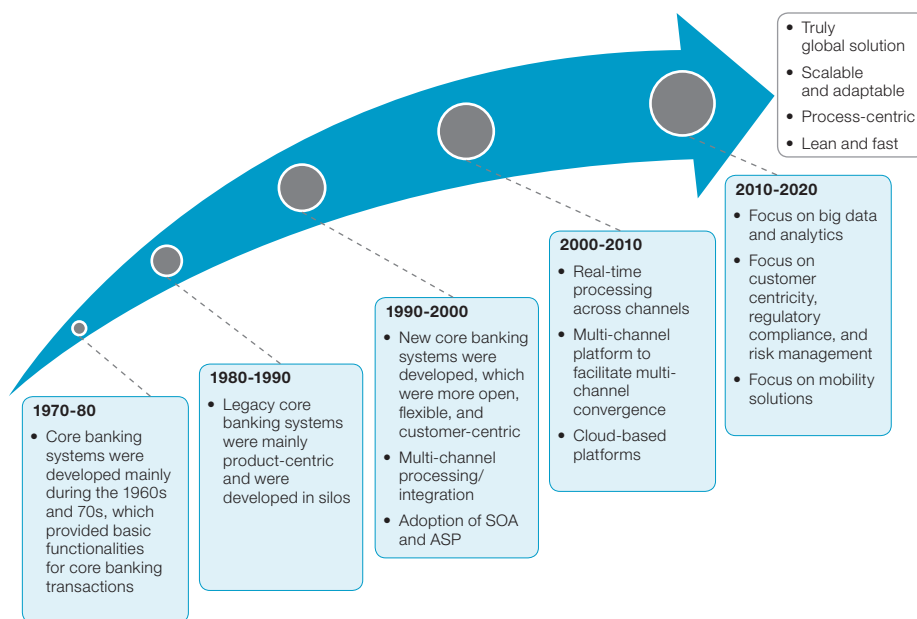 • Truly
global solution
• Scalable
and adaptable
• Process-centric
• Lean and fast
1970-80
• Core banking
systems were
developed mainly
during the 1960s
and 70s, which
provided basic
functionalities
for core banking
transactions
1980-1990
• Legacy core
banking systems
were mainly
product-centric
and were
developed in silos
1990-2000
• New core banking
systems were
developed, which
were more open,
flexible, and
customer-centric
• Multi-channel
processing/
integration
• Adoption of SOA
and ASP
2000-2010
• Real-time
processing
across channels
• Multi-channel
platform to
facilitate multi-
channel
convergence
• Cloud-based
platforms
2010-2020
• Focus on big data
and analytics
• Focus on
customer
centricity,
regulatory
compliance, and
risk management
• Focus on mobility
solutions